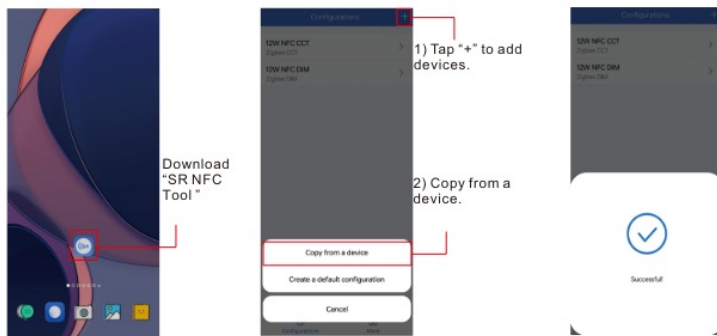 Download
“SR NFC
Tool ”
Configurations
+
12W NFC CCT
Zigbee CCT
12W NFC DIM
Zigbee DIM
1) Tap “+” to add
devices.
2) Copy from a
device.
Copy from a device
Create a default configuration
Cancel
Configurations
More
Configurations
+
12W NFC CCT
Zigbee CCT
12W NFC DIM
Zigbee DIM
Successful!